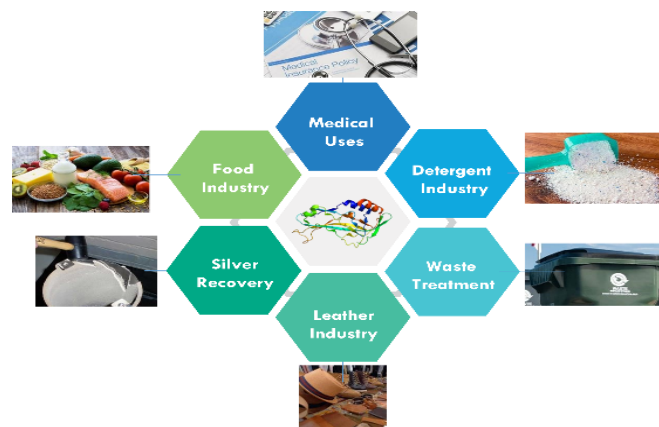 Medical
Insurance Policy
Medical
Uses
Food
Industry
Detergent
Industry
Silver
Recovery
Waste
Treatment
Leather
Industry